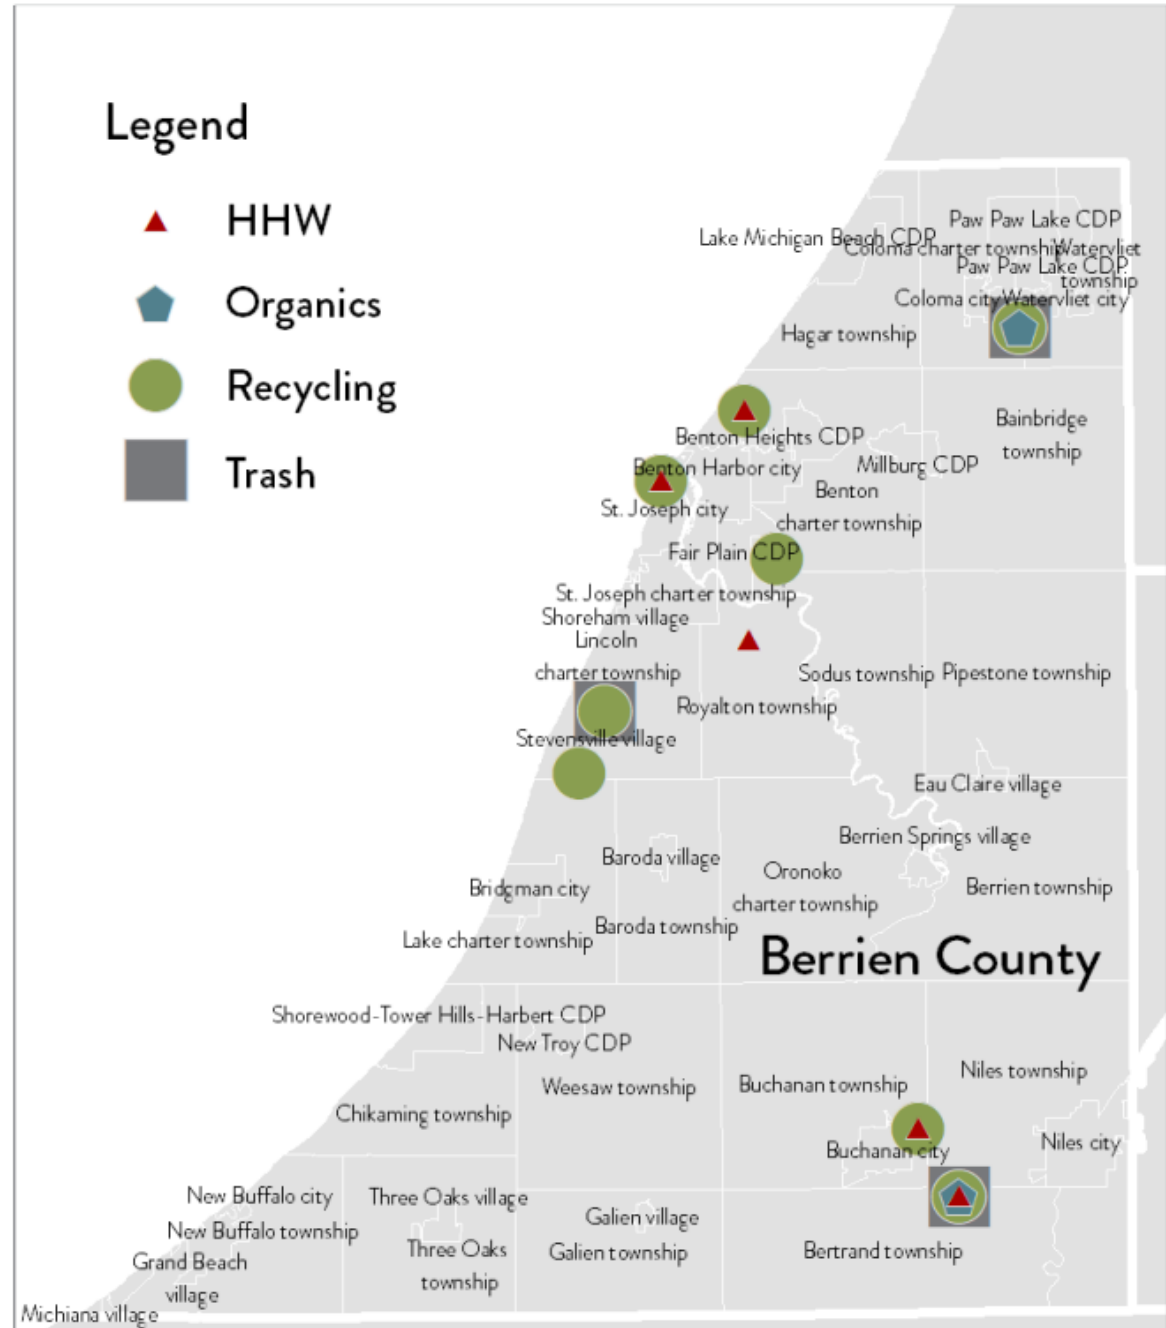 Legend
HHW
Organics
Recycling
Trash
Paw Paw Lake CDP
Lake Michigan Beach CDP
Coloma charter township
Watervliet
township
Paw Paw Lake CDP
Coloma city
Watervliet city
Hagar township
Bainbridge
township
Benton Heights CDP
Benton Harbor city
Millburg CDP
Benton
charter township
St. Joseph city
Fair Plain CDP
St. Joseph charter township
Shoreham village
Lincoln
charter township
Sodus township
Pipestone township
Royalton township
Stevensville village
Eau Claire village
Berrien Springs village
Baroda village
Oronoko
charter township
Bridgman city
Berrien township
Baroda township
Lake charter township
Berrien County
Shorewood-Tower Hills-Harbert CDP
New Troy CDP
Weesaw township
Buchanan township
Niles township
Chikaming township
Buchanan city
Niles city
New Buffalo city
Three Oaks village
New Buffalo township
Galien village
Three Oaks
township
Galien township
Bertrand township
Grand Beach
village
Michiana village